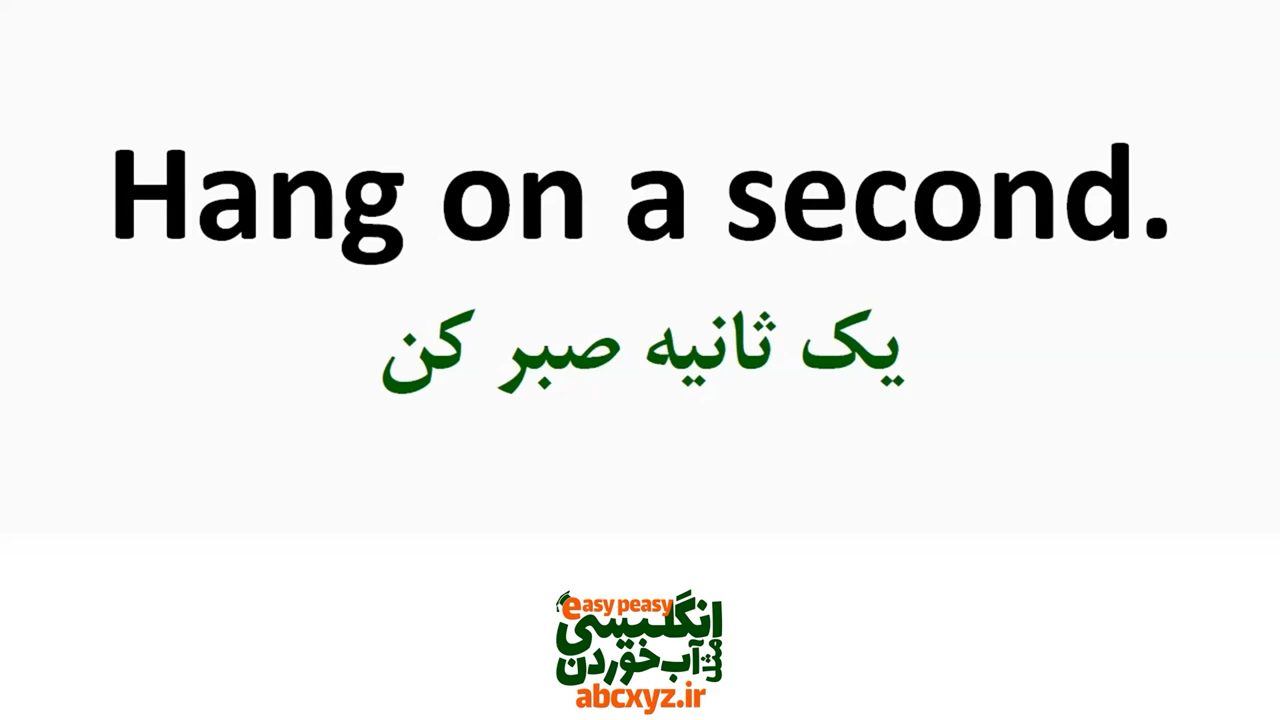 Hang on a second.
یک ثانیه صبر کن
easy peasy
انگلیسی
مثل آب خوردن
abcxyz.ir